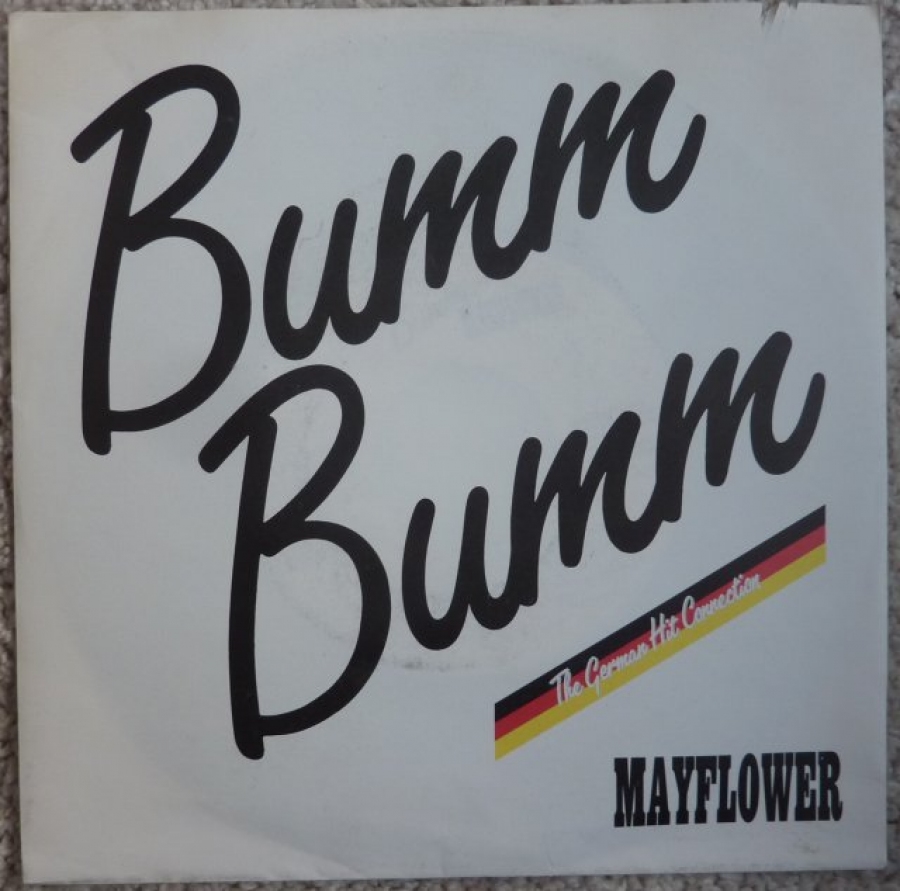 Bumm
Bumm
The German Hit Connection
MAYFLOWER